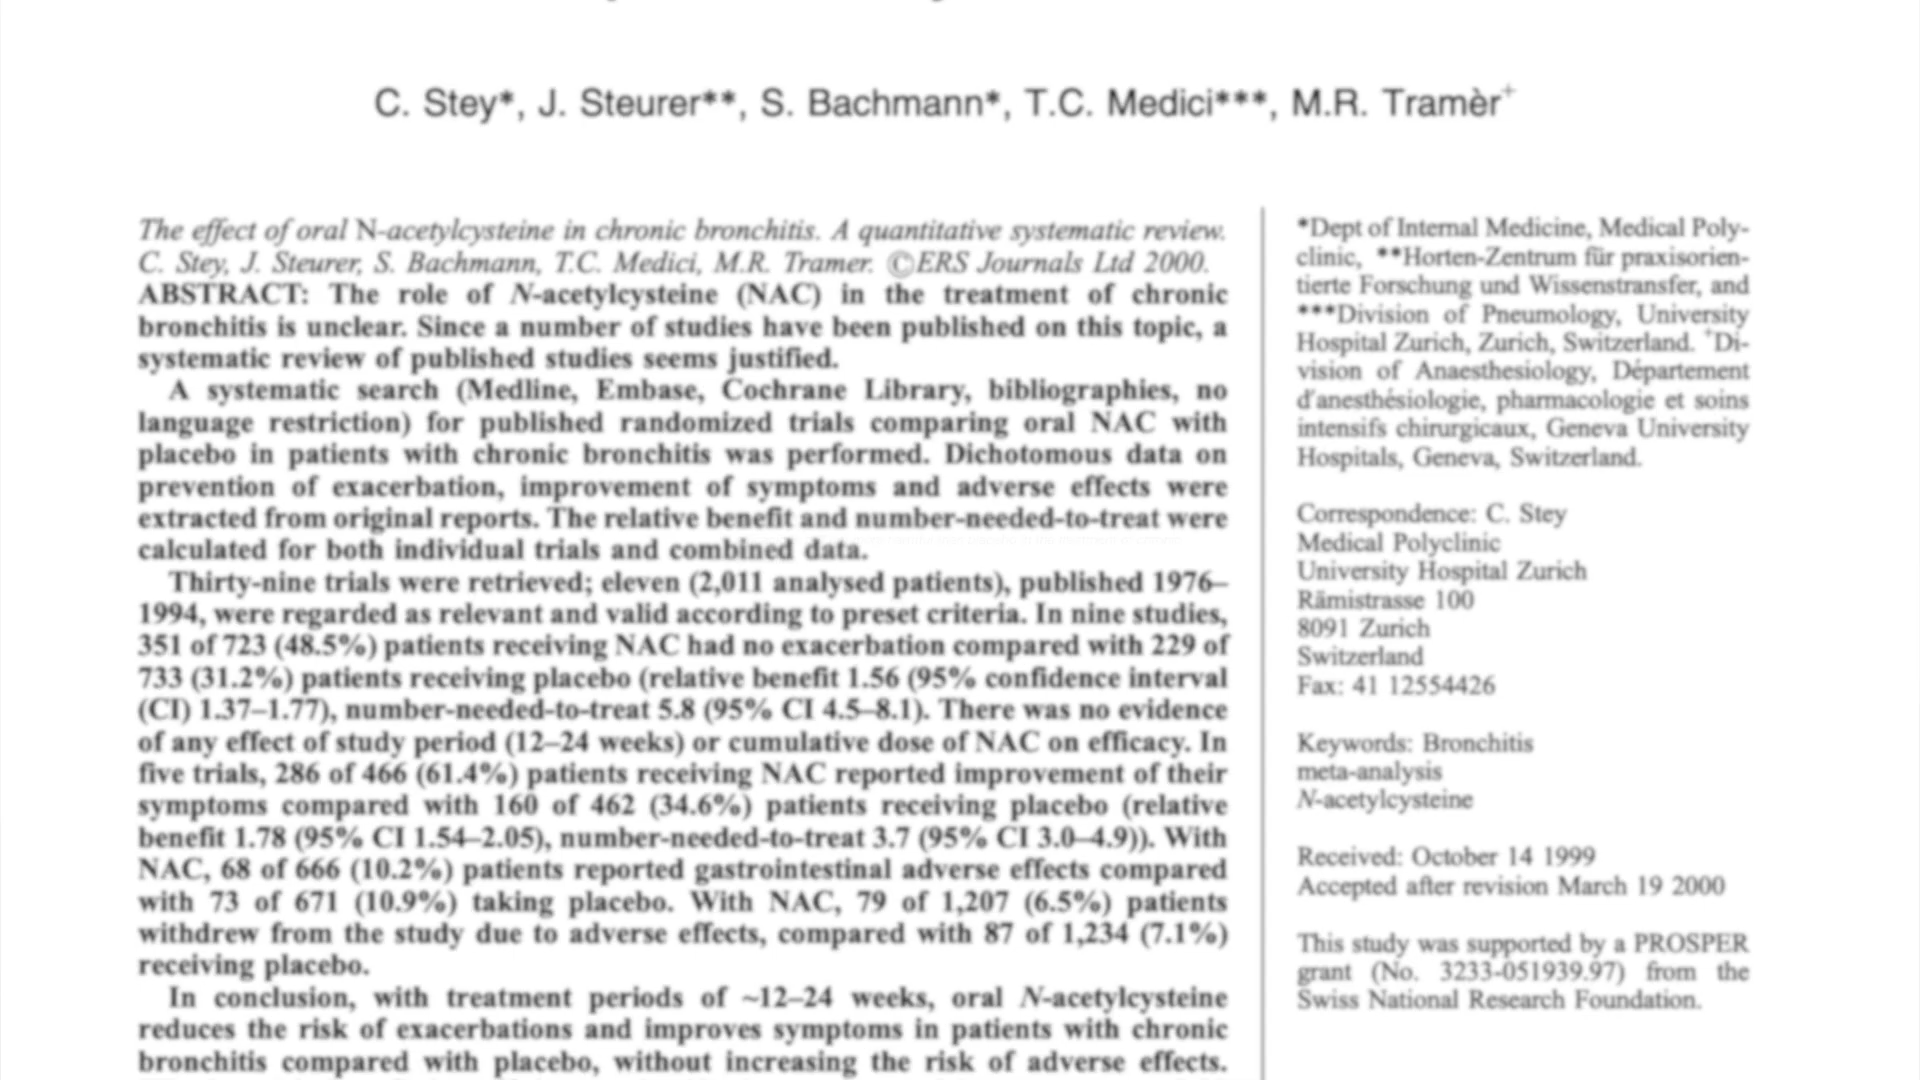 C. Stey*, J. Steurer**, S. Bachmann*, T.C. Medici***, M.R. Tramèr+
The effect of oral N-acetylcysteine in chronic bronchitis. A quantitative systematic review.
C. Stey, J. Steurer, S. Bachmann, T.C. Medici, M.R. Tramer. ©ERS Journals Ltd 2000.
ABSTRACT: The role of N-acetylcysteine (NAC) in the treatment of chronic
bronchitis is unclear. Since a number of studies have been published on this topic, a
systematic review of published studies seems justified.
A systematic search (Medline, Embase, Cochrane Library, bibliographies, no
language restriction) for published randomized trials comparing oral NAC with
placebo in patients with chronic bronchitis was performed. Dichotomous data on
prevention of exacerbation, improvement of symptoms and adverse effects were
extracted from original reports. The relative benefit and number-needed-to-treat were
calculated for both individual trials and combined data.
Thirty-nine trials were retrieved; eleven (2,011 analysed patients), published 1976–
1994, were regarded as relevant and valid according to preset criteria. In nine studies,
351 of 723 (48.5%) patients receiving NAC had no exacerbation compared with 229 of
733 (31.2%) patients receiving placebo (relative benefit 1.56 (95% confidence interval
(CI) 1.37–1.77), number-needed-to-treat 5.8 (95% CI 4.5–8.1). There was no evidence
of any effect of study period (12–24 weeks) or cumulative dose of NAC on efficacy. In
five trials, 286 of 466 (61.4%) patients receiving NAC reported improvement of their
symptoms compared with 160 of 462 (34.6%) patients receiving placebo (relative
benefit 1.78 (95% CI 1.54–2.05), number-needed-to-treat 3.7 (95% CI 3.0–4.9)). With
NAC, 68 of 666 (10.2%) patients reported gastrointestinal adverse effects compared
with 73 of 671 (10.9%) taking placebo. With NAC, 79 of 1,207 (6.5%) patients
withdrew from the study due to adverse effects, compared with 87 of 1,234 (7.1%)
receiving placebo.
In conclusion, with treatment periods of ~12–24 weeks, oral N-acetylcysteine
reduces the risk of exacerbations and improves symptoms in patients with chronic
bronchitis compared with placebo, without increasing the risk of adverse effects.
*Dept of Internal Medicine, Medical Poly-
clinic, **Horten-Zentrum für praxisorien-
tierte Forschung und Wissenstransfer, and
***Division of Pneumology, University
Hospital Zurich, Zurich, Switzerland. +Di-
vision of Anaesthesiology, Département
d'anesthésiologie, pharmacologie et soins
intensifs chirurgicaux, Geneva University
Hospitals, Geneva, Switzerland.
Correspondence: C. Stey
Medical Polyclinic
University Hospital Zurich
Rämistrasse 100
8091 Zurich
Switzerland
Fax: 41 12554426
Keywords: Bronchitis
meta-analysis
N-acetylcysteine
Received: October 14 1999
Accepted after revision March 19 2000
This study was supported by a PROSPER
grant (No. 3233-051939.97) from the
Swiss National Research Foundation.